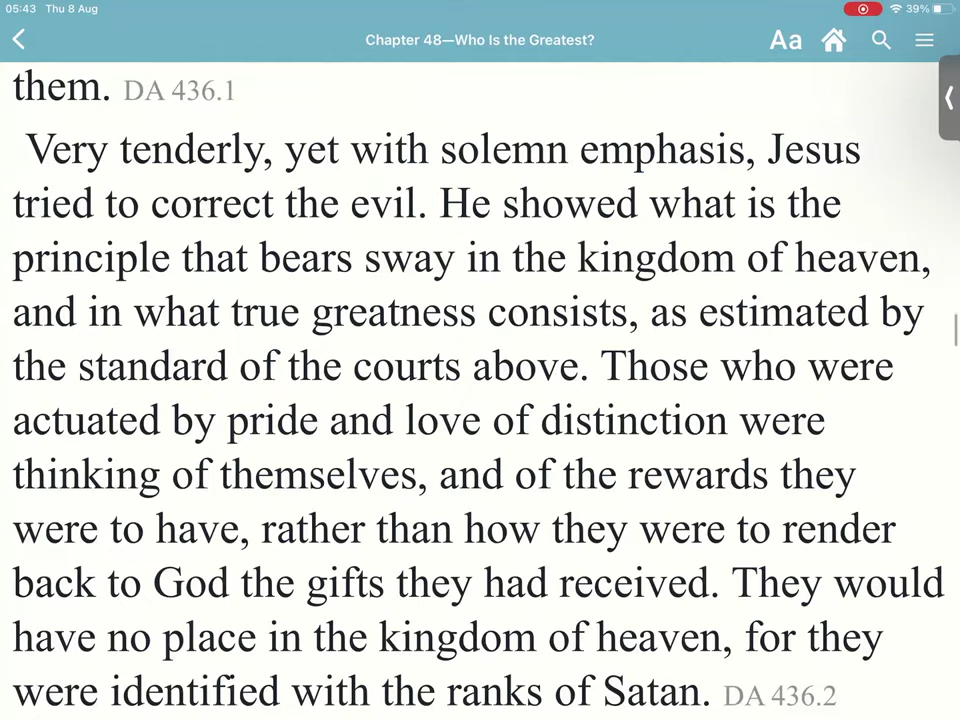 05:43 Thu 8 Aug
39%
Chapter 48—Who Is the Greatest?
Aa
them. DA 436.1
Very tenderly, yet with solemn emphasis, Jesus
tried to correct the evil. He showed what is the
principle that bears sway in the kingdom of heaven,
and in what true greatness consists, as estimated by
the standard of the courts above. Those who were
actuated by pride and love of distinction were
thinking of themselves, and of the rewards they
were to have, rather than how they were to render
back to God the gifts they had received. They would
have no place in the kingdom of heaven, for they
were identified with the ranks of Satan. DA 436.2